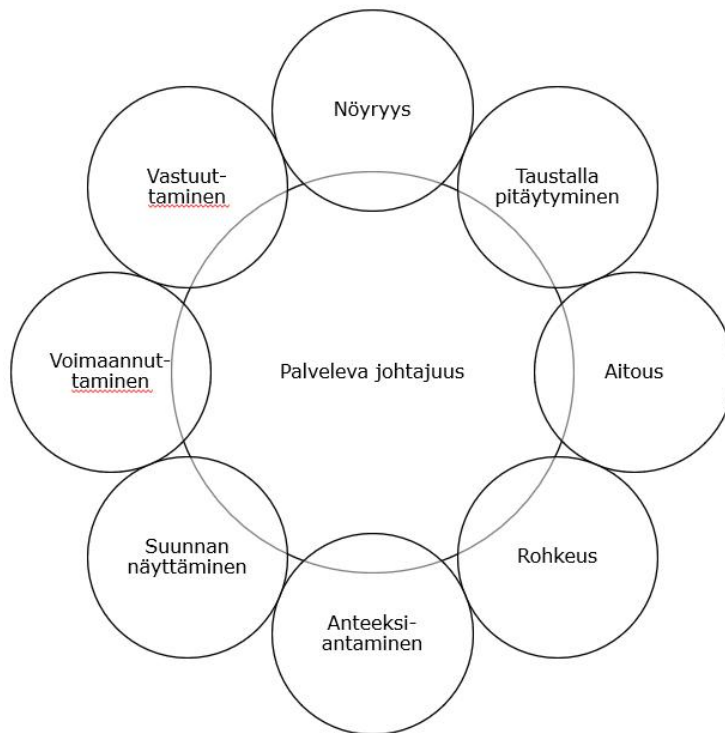 Nöyryys
Taustalla
pitäytyminen
Aitous
Rohkeus
Anteeksi-
antaminen
Suunnan
näyttäminen
Voimaannut-
taminen
Vastuut-
taminen
Palveleva johtajuus